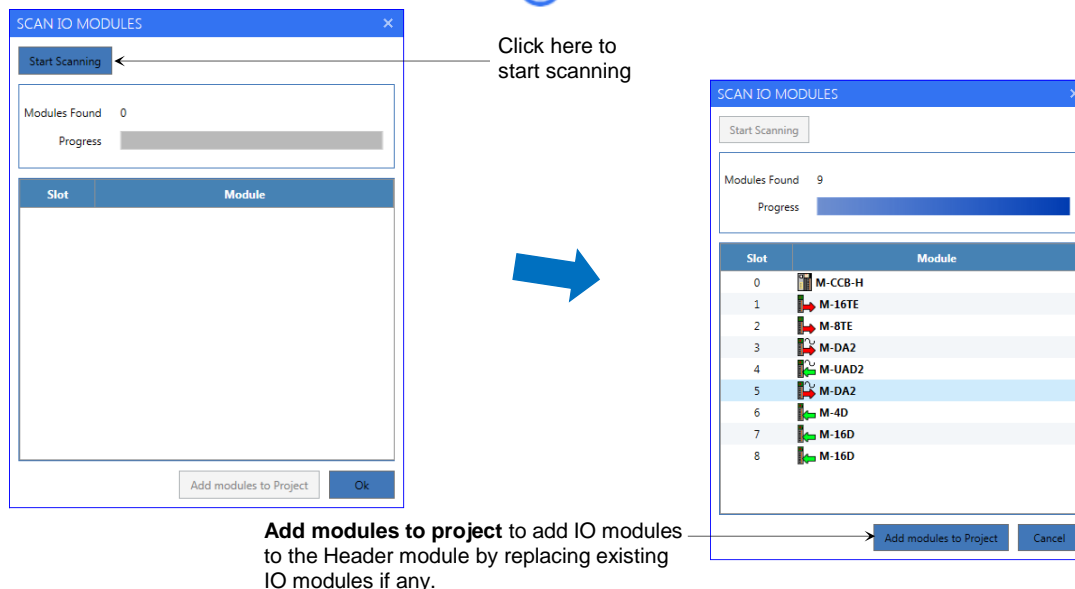 SCAN IO MODULES
Start Scanning
Modules Found 0
Progress
Slot Module
Add modules to Project Ok
Click here to
start scanning
SCAN IO MODULES
Start Scanning
Modules Found 9
Progress
Slot Module
0 M-CCB-H
1 M-16TE
2 M-8TE
3 M-DA2
4 M-UAD2
5 M-DA2
6 M-4D
7 M-16D
8 M-16D
Add modules to Project Cancel
Add modules to project to add IO modules
to the Header module by replacing existing
IO modules if any.